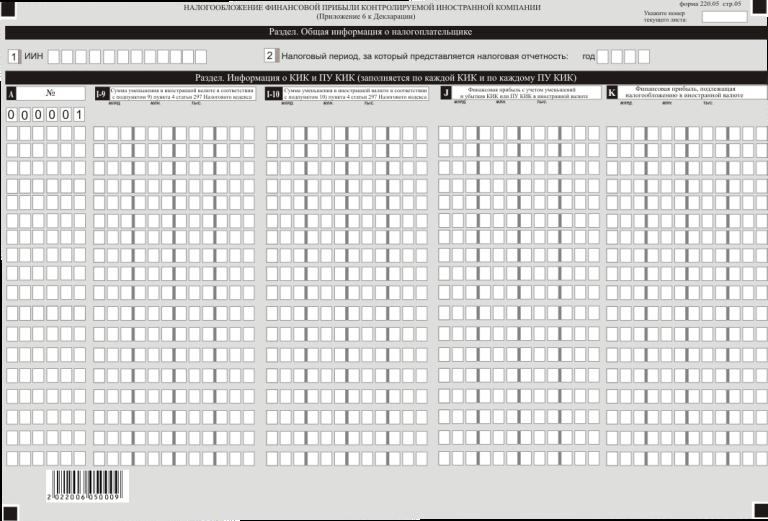 НАЛОГООБЛОЖЕНИЕ ФИНАНСОВОЙ ПРИБЫЛИ КОНТРОЛИРУЕМОЙ ИНОСТРАННОЙ КОМПАНИИ
(Приложение 6 к Декларации)
форма 220.05 стр.05
Укажите номер
текущего листа:
Раздел. Общая информация о налогоплательщике
1 ИИН
2 Налоговый период, за который представляется налоговая отчетность: год
Раздел. Информация о КИК и ПУ КИК (заполняется по каждой КИК и по каждому ПУ КИК)
A №
I-9 Сумма уменьшения в иностранной валюте в соответствии
с подпунктом 9) пункта 4 статьи 297 Налогового кодекса
I-10 Сумма уменьшения в иностранной валюте в соответствии
с подпунктом 10) пункта 4 статьи 297 Налогового кодекса
J Финансовая прибыль с учетом уменьшений
и убытков КИК или ПУ КИК в иностранной валюте
K Финансовая прибыль, подлежащая
налогообложению в иностранной валюте
млрд. млн. тыс. млрд. млн. тыс. млрд. млн. тыс. млрд. млн. тыс.
000001
2022006050009